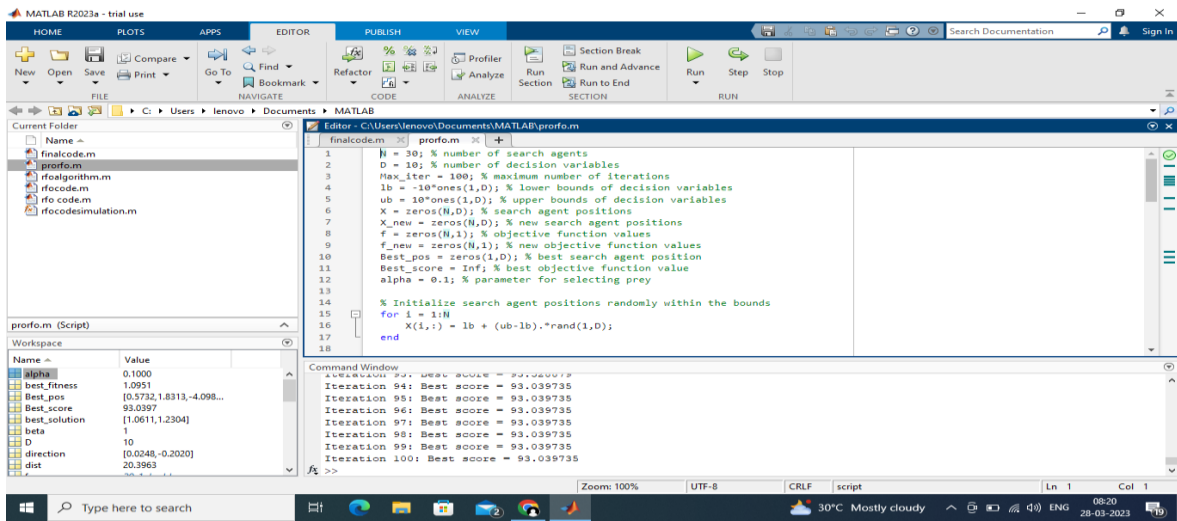 MATLAB R2023a - trial use
HOME PLOTS APPS EDITOR PUBLISH VIEW Search Documentation Sign In
New Open Save Compare Print Go To Find Bookmark Refactor Profiler Analyze Run Section Section Break Run and Advance Run to End Run Step Stop
FILE NAVIGATE CODE ANALYZE SECTION RUN
C: Users lenovo Documents MATLAB
Current Folder
Name
finalcode.m
prorfo.m
rfoalgorithm.m
rfocode.m
rfo code.m
rfocodesimulation.m
prorfo.m (Script)
Workspace
Name Value
alpha 0.1000
best_fitness 1.0951
Best_pos [0.5732,1.8313,-4.098...
Best_score 93.0397
best_solution [1.0611,1.2304]
beta 1
D 10
direction [0.0248,-0.2020]
dist 20.3963
Editor - C:\Users\lenovo\Documents\MATLAB\prorfo.m
finalcode.m prorfo.m
1 N = 30; % number of search agents
2 D = 10; % number of decision variables
3 Max_iter = 100; % maximum number of iterations
4 lb = -10*ones(1,D); % lower bounds of decision variables
5 ub = 10*ones(1,D); % upper bounds of decision variables
6 X = zeros(N,D); % search agent positions
7 X_new = zeros(N,D); % new search agent positions
8 f = zeros(N,1); % objective function values
9 f_new = zeros(N,1); % new objective function values
10 Best_pos = zeros(1,D); % best search agent position
11 Best_score = Inf; % best objective function value
12 alpha = 0.1; % parameter for selecting prey
13
14 % Initialize search agent positions randomly within the bounds
15 for i = 1:N
16 X(i,:) = lb + (ub-lb).*rand(1,D);
17 end
18
Command Window
Iteration 94: Best score = 93.039735
Iteration 95: Best score = 93.039735
Iteration 96: Best score = 93.039735
Iteration 97: Best score = 93.039735
Iteration 98: Best score = 93.039735
Iteration 99: Best score = 93.039735
Iteration 100: Best score = 93.039735
fx >>
Zoom: 100% UTF-8 CRLF script Ln 1 Col 1
Type here to search 30°C Mostly cloudy ENG 08:20
28-03-2023